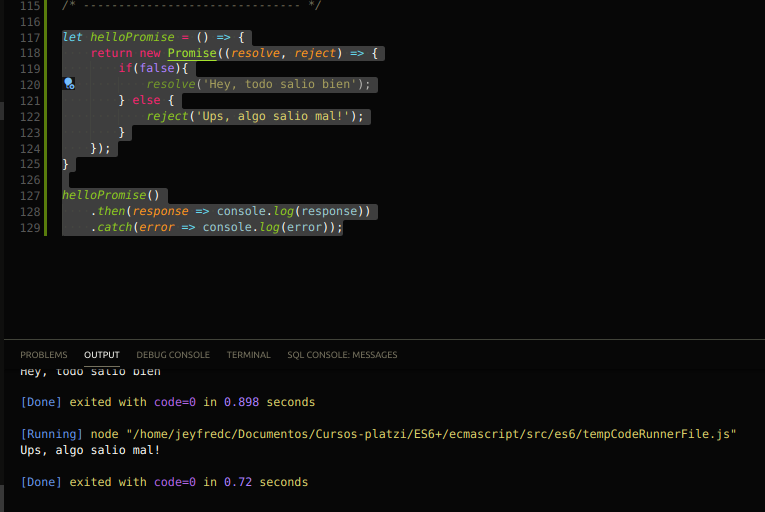 115 /* ------------------------------- */
116
117 let helloPromise = () => {
118 return new Promise((resolve, reject) => {
119 if(false){
120 resolve('Hey, todo salio bien');
121 } else {
122 reject('Ups, algo salio mal!');
123 }
124 });
125 }
126
127 helloPromise()
128 .then(response => console.log(response))
129 .catch(error => console.log(error));
PROBLEMS OUTPUT DEBUG CONSOLE TERMINAL SQL CONSOLE: MESSAGES
Hey, todo salio bien
[Done] exited with code=0 in 0.898 seconds
[Running] node "/home/jeyfredc/Documentos/Cursos-platzi/ES6+/ecmascript/src/es6/tempCodeRunnerFile.js"
Ups, algo salio mal!
[Done] exited with code=0 in 0.72 seconds